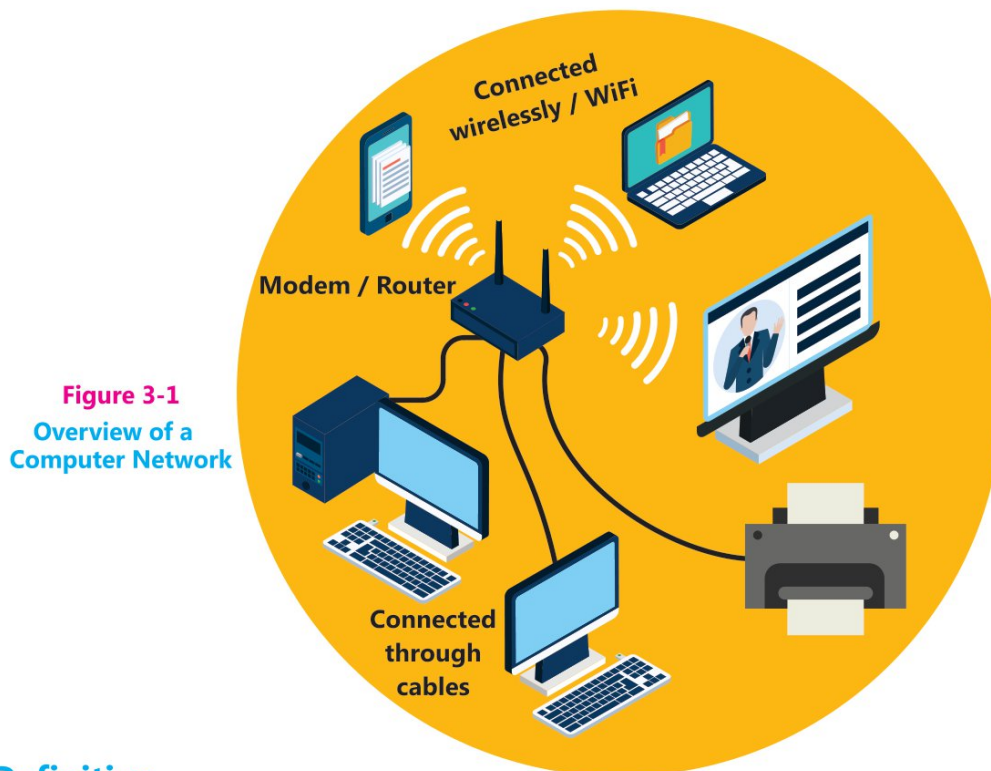 Connected
wirelessly / WiFi
Modem / Router
Figure 3-1
Overview of a
Computer Network
Connected
through
cables